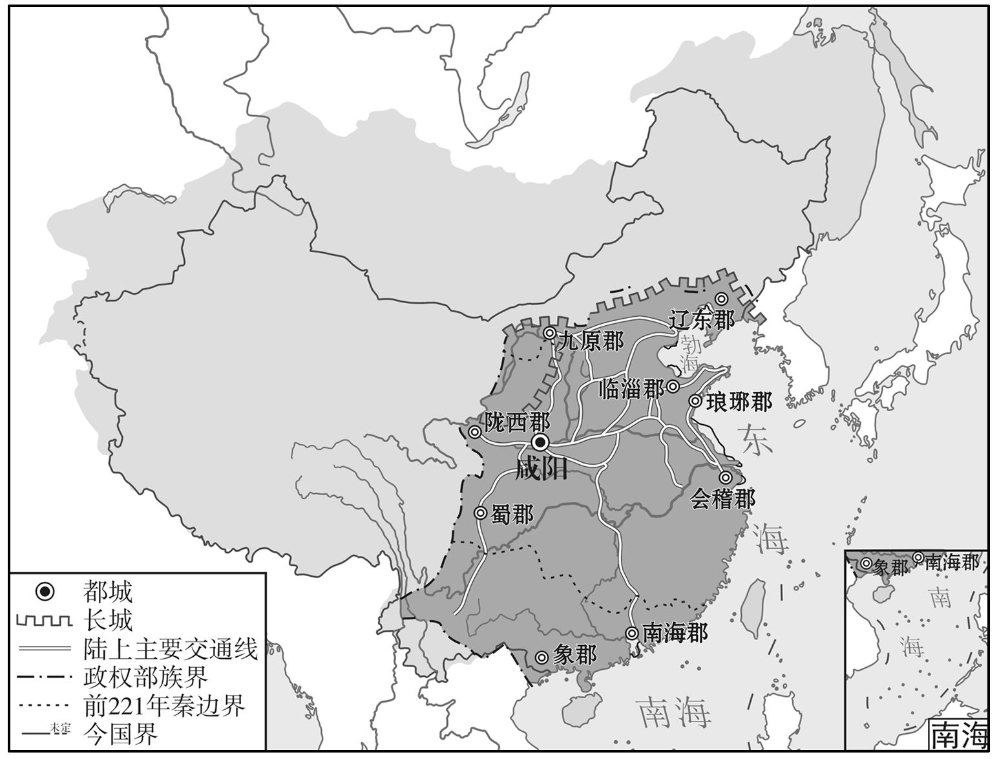 辽东郡
九原郡
勃
海
临淄郡
琅琊郡
陇西郡
东
咸阳
会稽郡
蜀郡
海
象郡
南海郡
南
海
南海郡
象郡
南海
南海
都城
长城
陆上主要交通线
政权部族界
前221年秦边界
未定
今国界